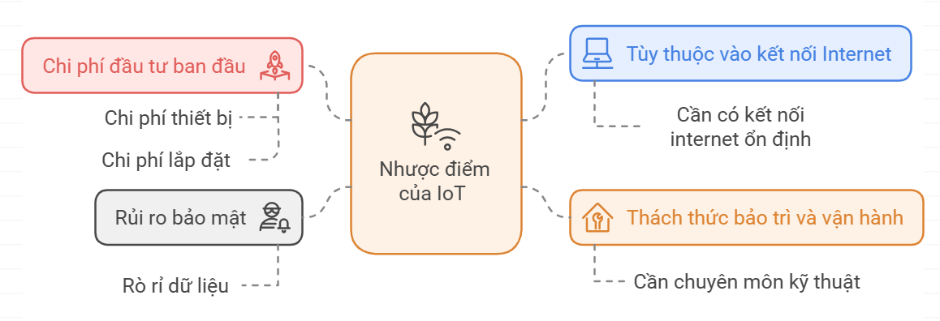 Chi phí đầu tư ban đầu
Chi phí thiết bị
Chi phí lắp đặt
Rủi ro bảo mật
Rò rỉ dữ liệu
Nhược điểm
của IoT
Tùy thuộc vào kết nối Internet
Cần có kết nối
internet ổn định
Thách thức bảo trì và vận hành
Cần chuyên môn kỹ thuật